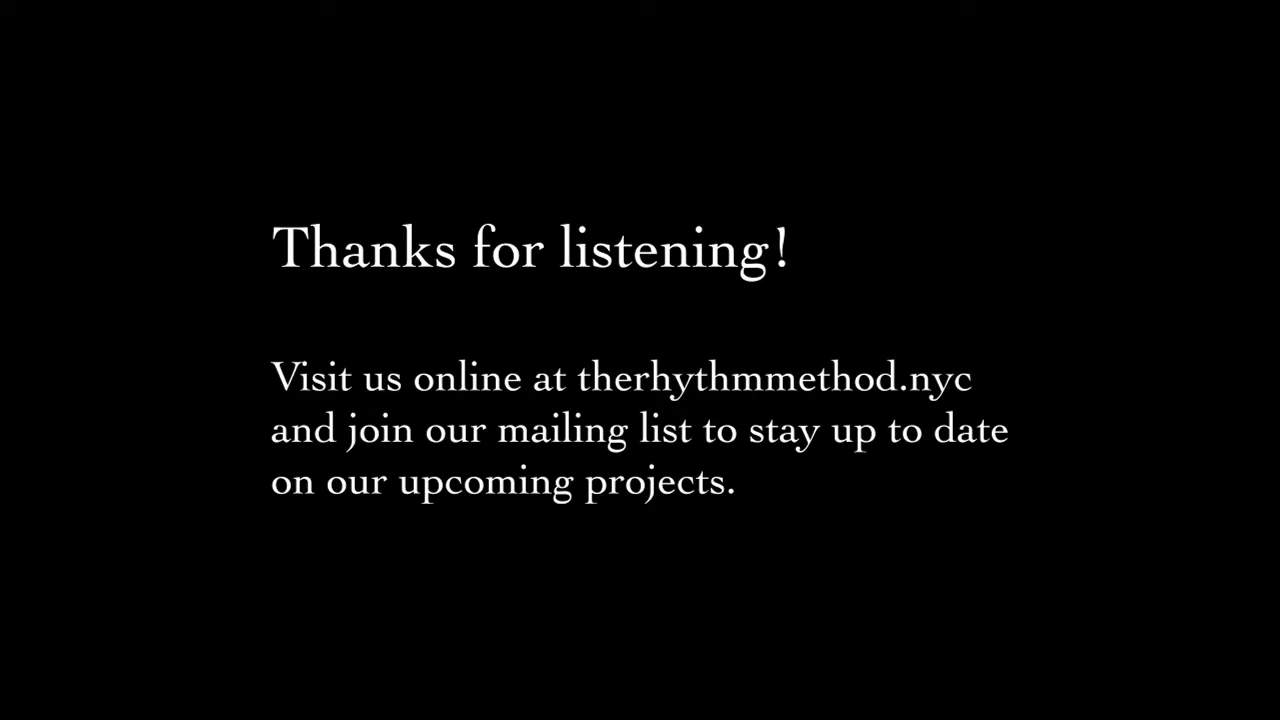 Thanks for listening!
Visit us online at therhythmmethod.nyc
and join our mailing list to stay up to date
on our upcoming projects.